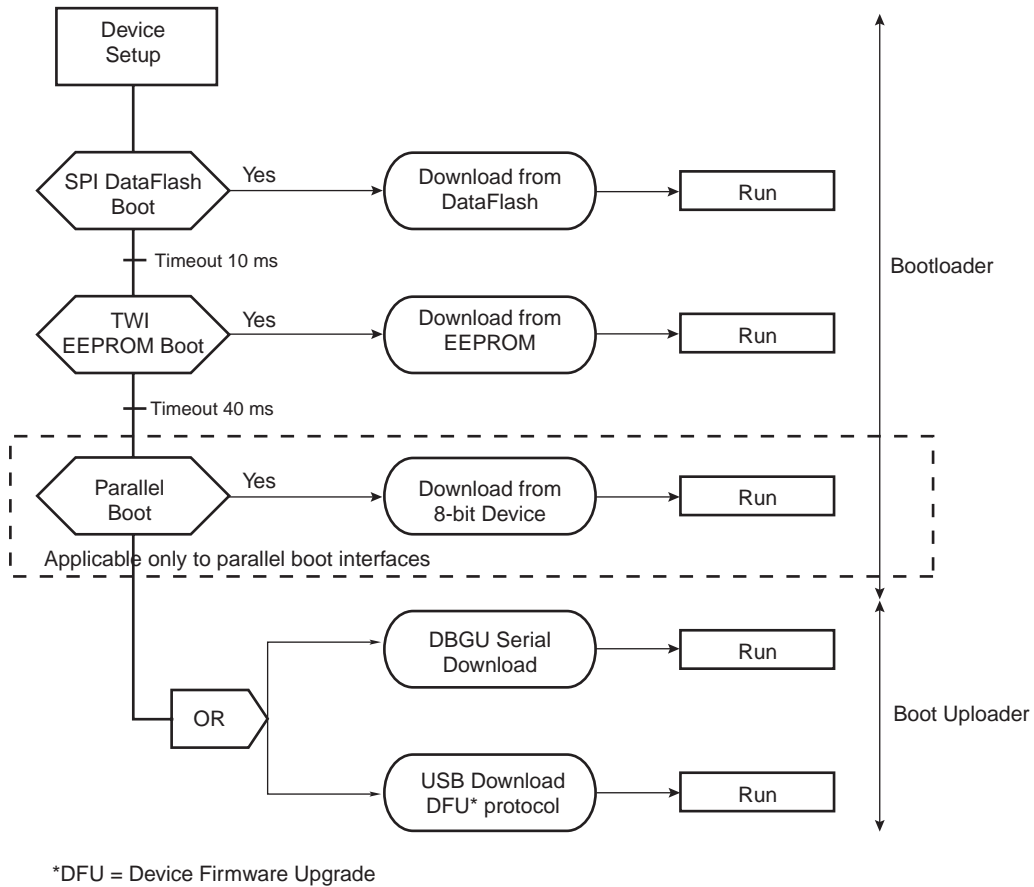 Device
Setup
SPI DataFlash
Boot
Yes
Download from
DataFlash
Run
Timeout 10 ms
Bootloader
TWI
EEPROM Boot
Yes
Download from
EEPROM
Run
Timeout 40 ms
Parallel
Boot
Yes
Download from
8-bit Device
Run
Applicable only to parallel boot interfaces
DBGU Serial
Download
Run
OR
Boot Uploader
USB Download
DFU* protocol
Run
*DFU = Device Firmware Upgrade